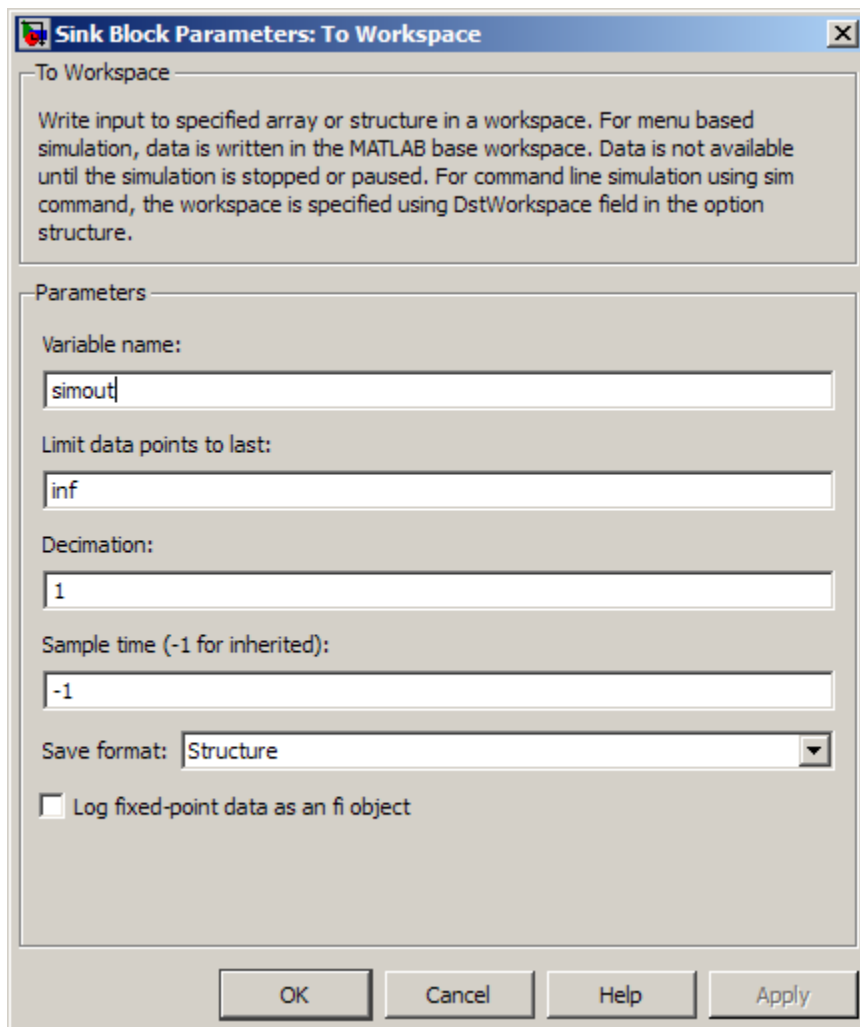 Sink Block Parameters: To Workspace
To Workspace
Write input to specified array or structure in a workspace. For menu based
simulation, data is written in the MATLAB base workspace. Data is not available
until the simulation is stopped or paused. For command line simulation using sim
command, the workspace is specified using DstWorkspace field in the option
structure.
Parameters
Variable name:
simout
Limit data points to last:
inf
Decimation:
1
Sample time (-1 for inherited):
-1
Save format: Structure
Log fixed-point data as an fi object
OK Cancel Help Apply